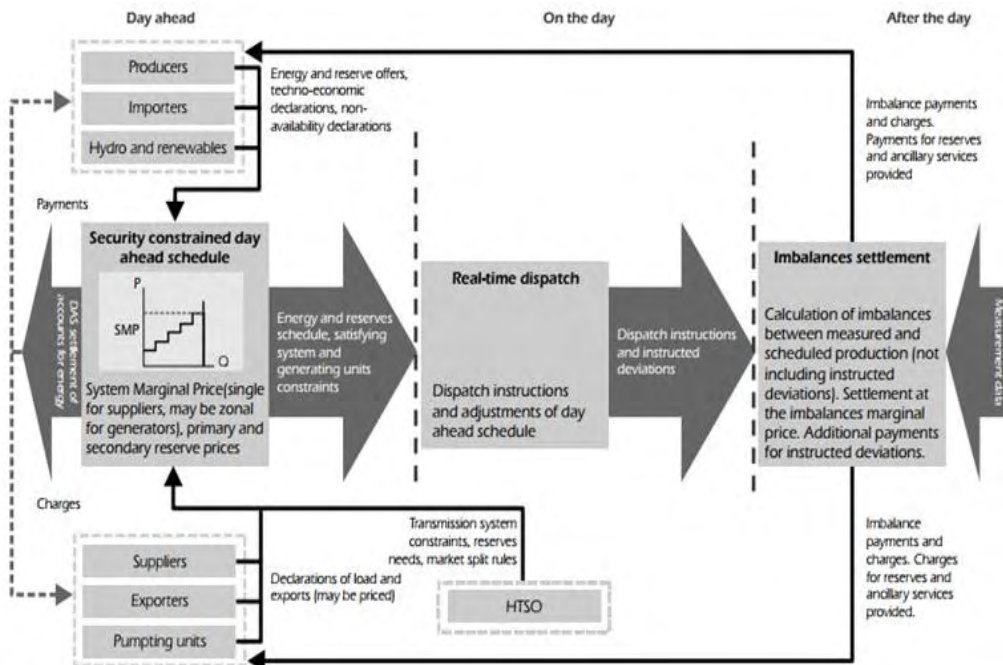 Day ahead
On the day
After the day
Producers
Importers
Hydro and renewables
Energy and reserve offers,
techno-economic
declarations, non-
availability declarations
Imbalance payments
and charges.
Payments for reserves
and ancillary services
provided
Payments
DAS settlement of
accounts for energy
Security constrained day
ahead schedule
P
SMP
Q
System Marginal Price(single
for suppliers, may be zonal
for generators), primary and
secondary reserve prices
Energy and reserves
schedule, satisfying
system and
generating units
constraints
Real-time dispatch
Dispatch instructions
and adjustments of day
ahead schedule
Dispatch instructions
and instructed
deviations
Imbalances settlement
Calculation of imbalances
between measured and
scheduled production (not
including instructed
deviations). Settlement at
the imbalances marginal
price. Additional payments
for instructed deviations.
Measurement data
Charges
Suppliers
Exporters
Pumpting units
Declarations of load and
exports (may be priced)
Transmission system
constraints, reserves
needs, market split rules
HTSO
Imbalance
payments and
charges. Charges
for reserves and
ancillary services
provided.